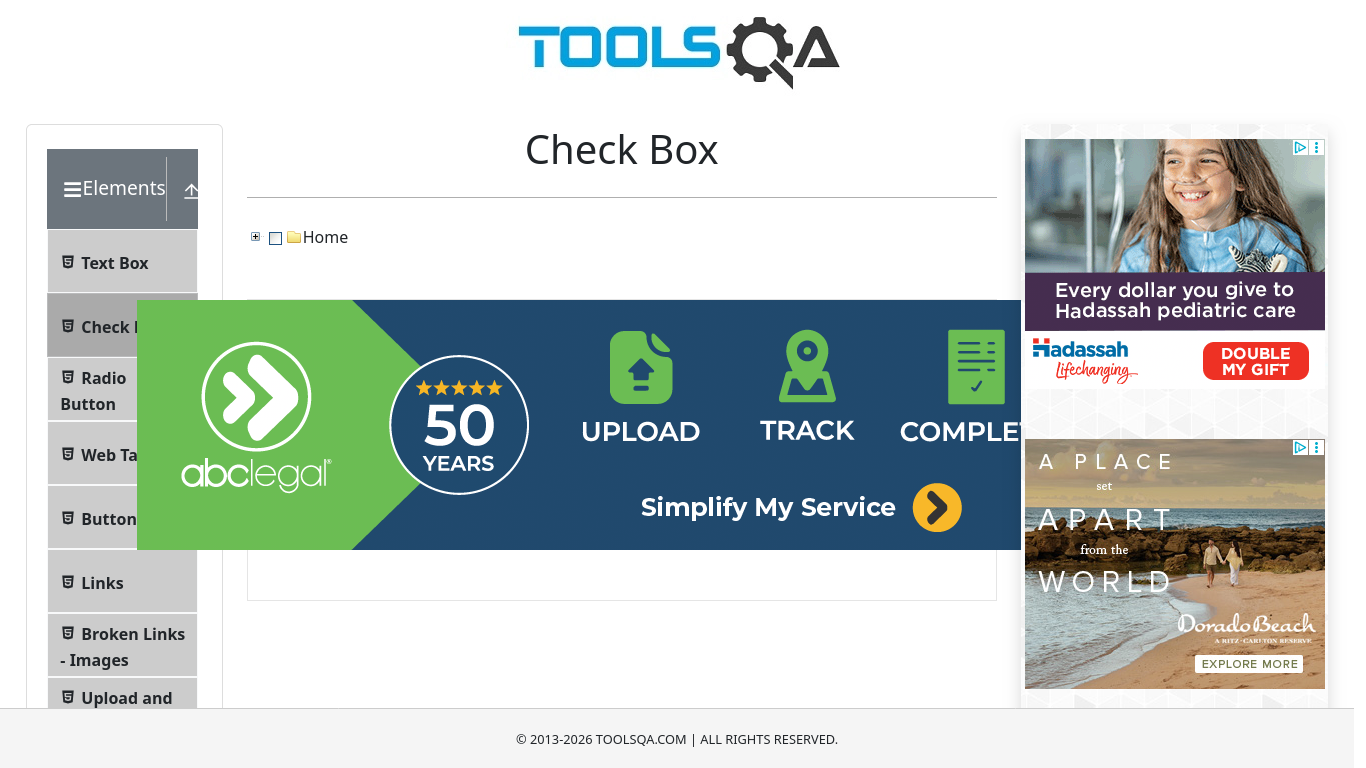 TOOLSQA
Check Box
Elements
Text Box
Check
Radio
Button
Web Ta
Button
Links
Broken Links
- Images
Upload and
Home
abclegal®
50
YEARS
UPLOAD
TRACK
COMPLET
Simplify My Service
Every dollar you give to
Hadassah pediatric care
Hadassah
Lifechanging™
DOUBLE
MY GIFT
A PLACE
set
APART
from the
WORLD
Dorado Beach
A RITZ-CARLTON RESERVE
EXPLORE MORE
© 2013-2026 TOOLSQA.COM | ALL RIGHTS RESERVED.